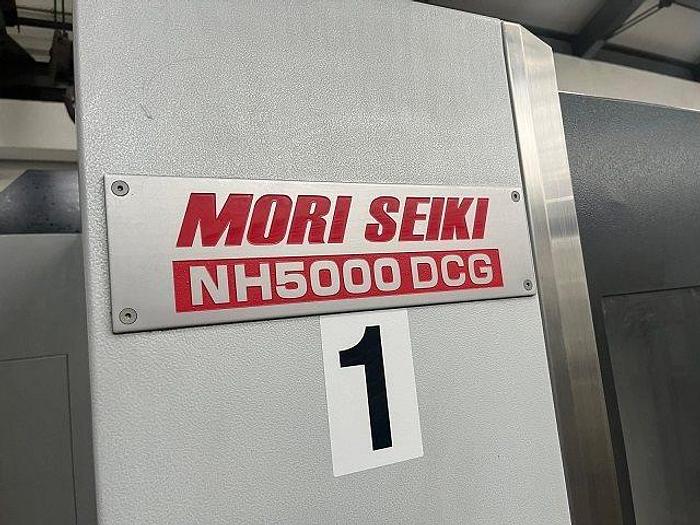 MORI SEIKI
NH5000 DCG
1